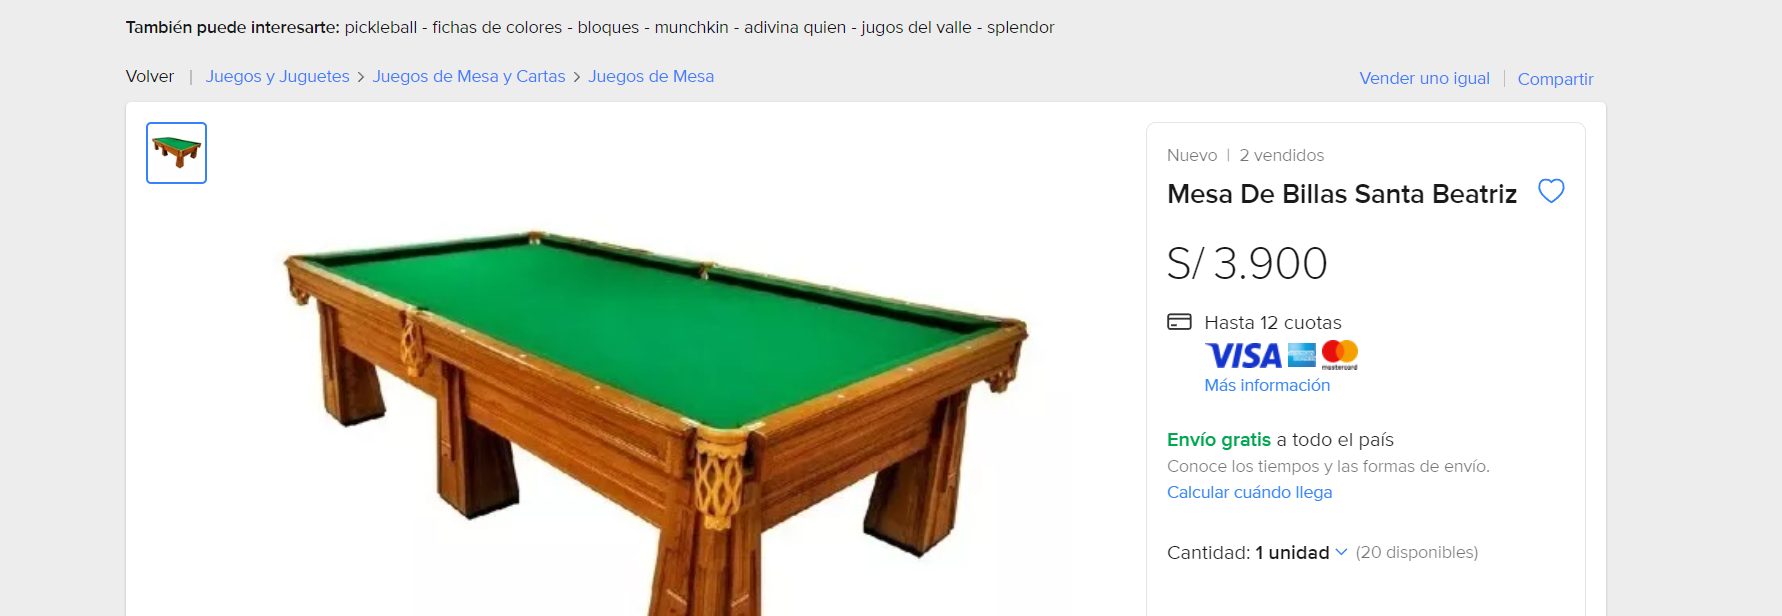 También puede interesarte: pickleball - fichas de colores - bloques - munchkin - adivina quien - jugos del valle - splendor
Volver | Juegos y Juguetes > Juegos de Mesa y Cartas > Juegos de Mesa
Vender uno igual | Compartir
Nuevo | 2 vendidos
Mesa De Billas Santa Beatriz
S/ 3.900
Hasta 12 cuotas
VISA mastercard
Más información
Envío gratis a todo el país
Conoce los tiempos y las formas de envío.
Calcular cuándo llega
Cantidad: 1 unidad (20 disponibles)